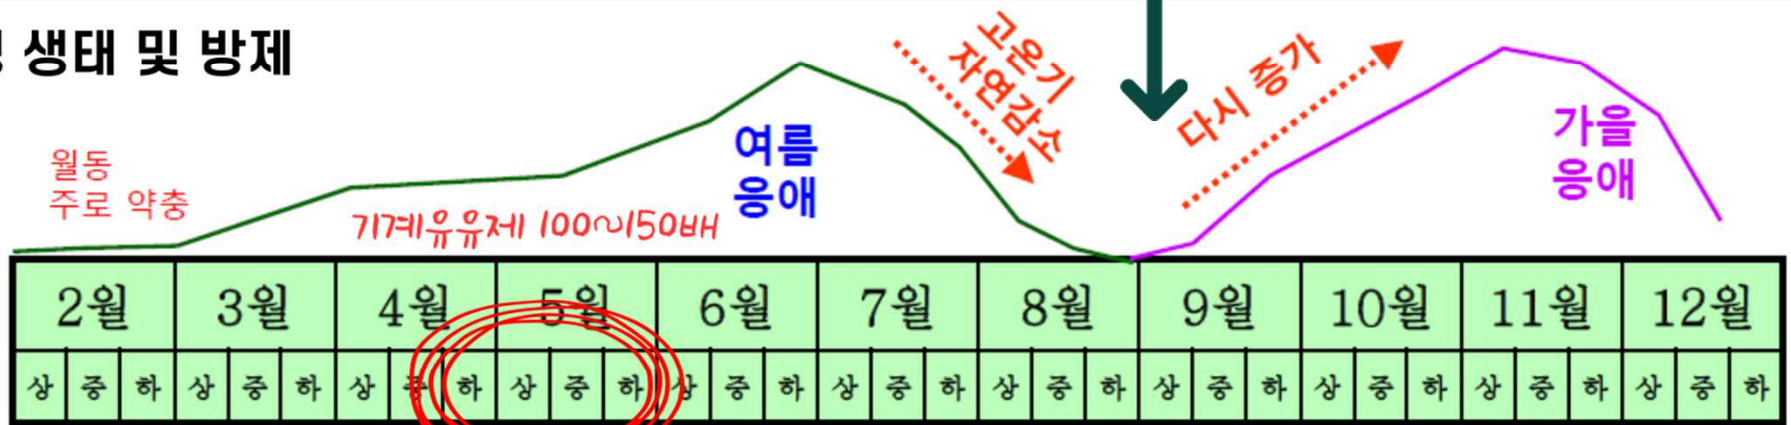 생태 및 방제
고온기
자연감소
다시 증가
여름
응애
가을
응애
월동
주로 약충
기계유유제 100~150배
2월 3월 4월 5월 6월 7월 8월 9월 10월 11월 12월
상 중 하 상 중 하 상 중 하 상 중 하 상 중 하 상 중 하 상 중 하 상 중 하 상 중 하 상 중 하 상 중 하